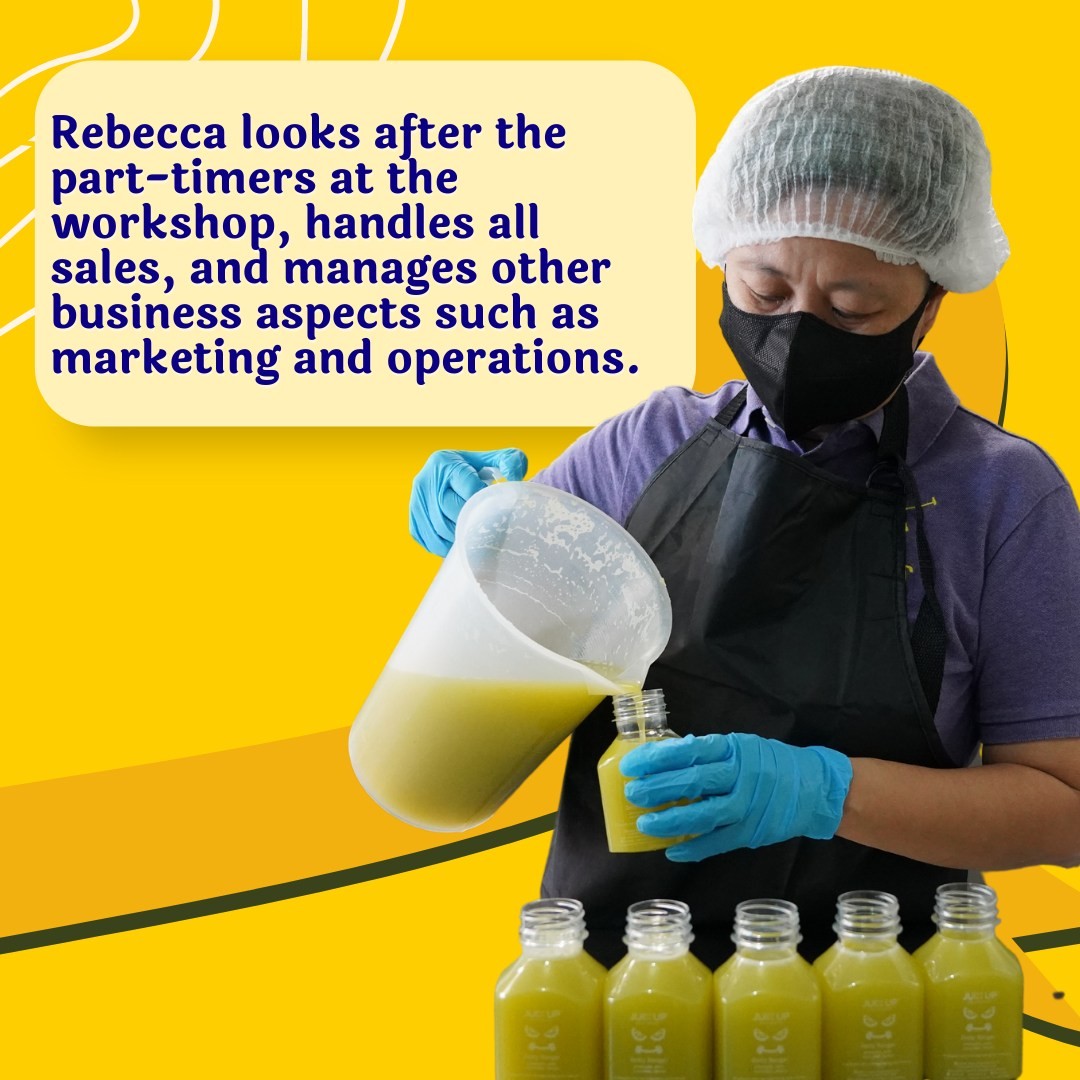 Rebecca looks after the
part-timers at the
workshop, handles all
sales, and manages other
business aspects such as
marketing and operations.